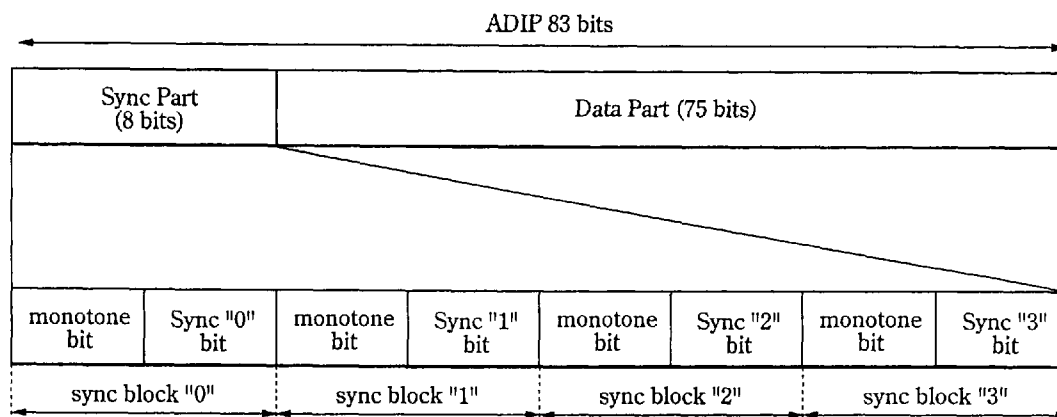 ADIP 83 bits
Sync Part
(8 bits)
Data Part (75 bits)
monotone
bit
Sync "0"
bit
monotone
bit
Sync "1"
bit
monotone
bit
Sync "2"
bit
monotone
bit
Sync "3"
bit
sync block "0"
sync block "1"
sync block "2"
sync block "3"